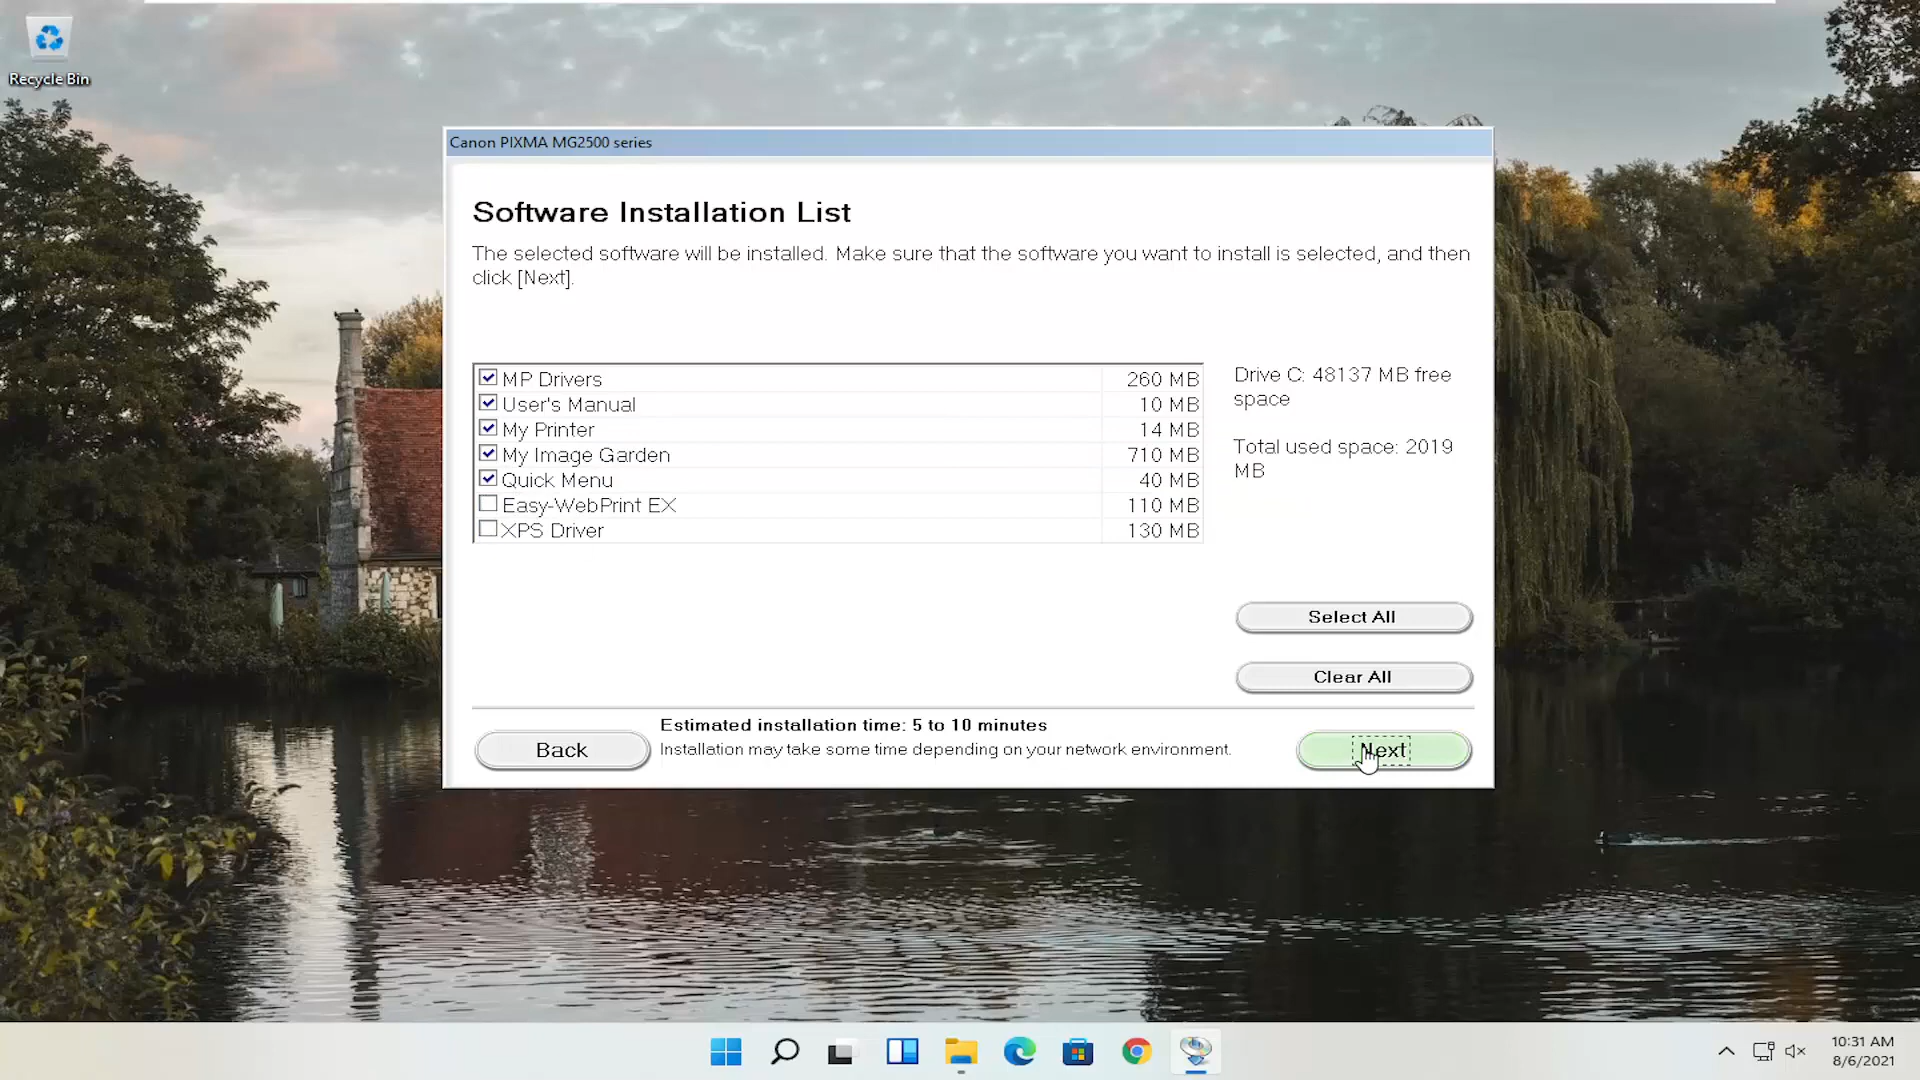 Recycle Bin
Canon PIXMA MG2500 series
Software Installation List
The selected software will be installed. Make sure that the software you want to install is selected, and then
click [Next].
MP Drivers 260 MB
User's Manual 10 MB
My Printer 14 MB
My Image Garden 710 MB
Quick Menu 40 MB
Easy-WebPrint EX 110 MB
XPS Driver 130 MB
Drive C: 48137 MB free
space
Total used space: 2019
MB
Select All
Clear All
Estimated installation time: 5 to 10 minutes
Installation may take some time depending on your network environment.
Back
Next
10:31 AM
8/6/2021